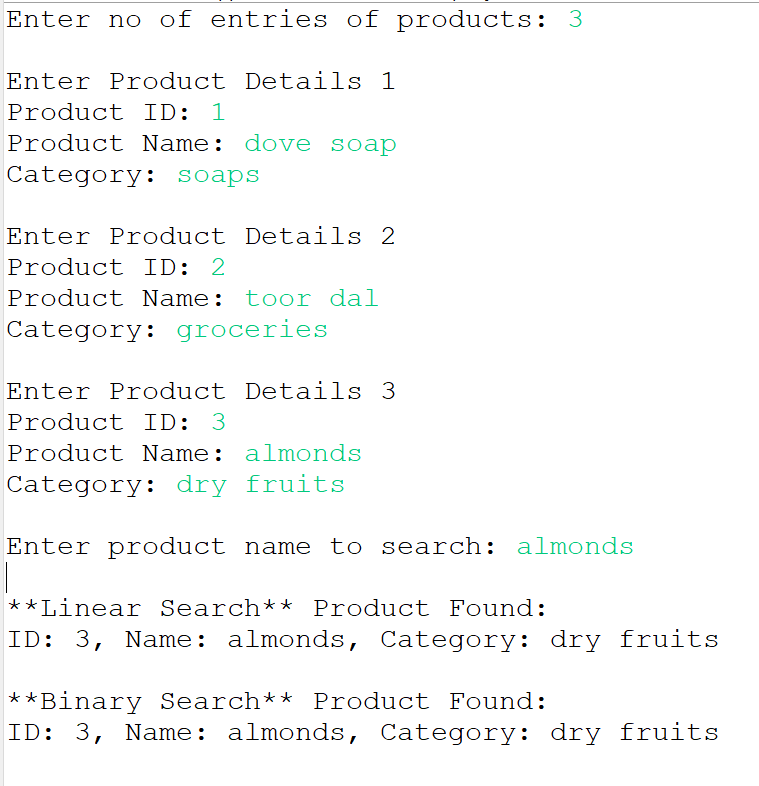 Enter no of entries of products: 3
Enter Product Details 1
Product ID: 1
Product Name: dove soap
Category: soaps
Enter Product Details 2
Product ID: 2
Product Name: toor dal
Category: groceries
Enter Product Details 3
Product ID: 3
Product Name: almonds
Category: dry fruits
Enter product name to search: almonds
**Linear Search** Product Found:
ID: 3, Name: almonds, Category: dry fruits
**Binary Search** Product Found:
ID: 3, Name: almonds, Category: dry fruits